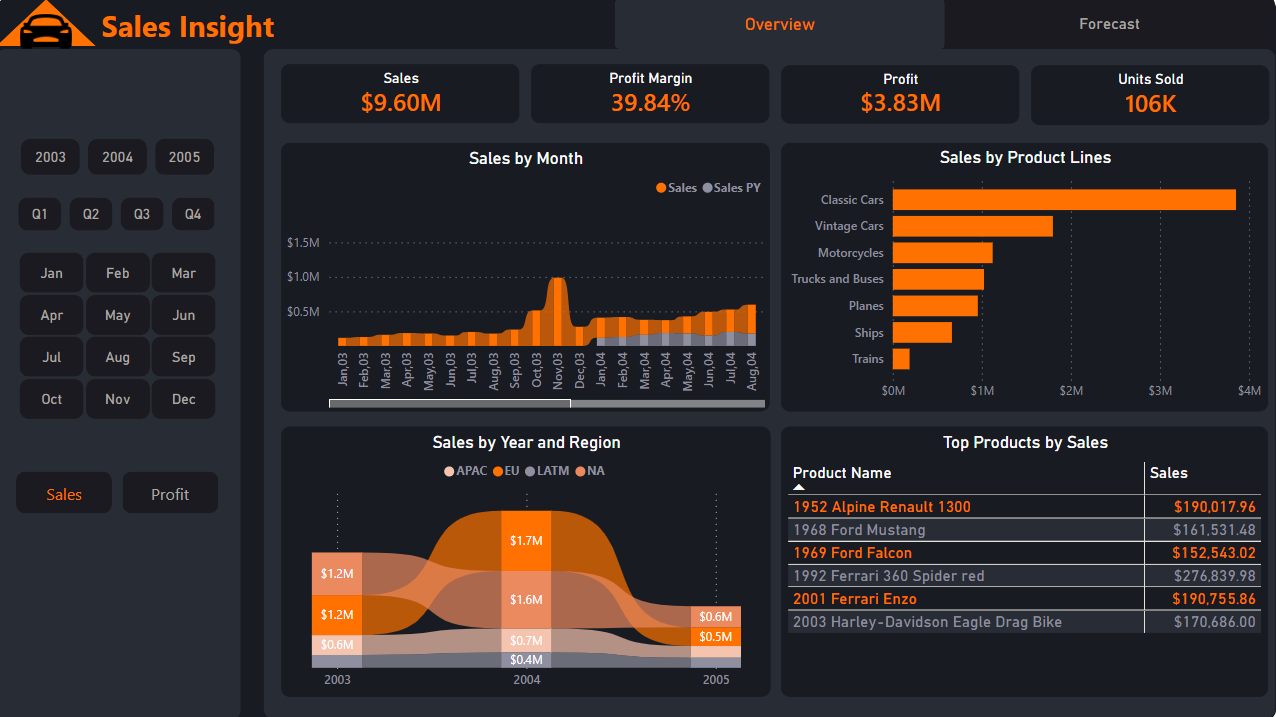 Sales Insight
Overview
Forecast
Sales
$9.60M
Profit Margin
39.84%
Profit
$3.83M
Units Sold
106K
2003 2004 2005
Q1 Q2 Q3 Q4
Jan Feb Mar
Apr May Jun
Jul Aug Sep
Oct Nov Dec
Sales Profit
Sales by Month
Sales Sales PY
$1.5M
$1.0M
$0.5M
Jan,03 Feb,03 Mar,03 Apr,03 May,03 Jun,03 Jul,03 Aug,03 Sep,03 Oct,03 Nov,03 Dec,03 Jan,04 Feb,04 Mar,04 Apr,04 May,04 Jun,04 Jul,04 Aug,04
Sales by Product Lines
Classic Cars
Vintage Cars
Motorcycles
Trucks and Buses
Planes
Ships
Trains
$0M $1M $2M $3M $4M
Sales by Year and Region
APAC EU LATM NA
$1.2M
$1.2M
$0.6M
$1.7M
$1.6M
$0.7M
$0.4M
$0.6M
$0.5M
2003 2004 2005
Top Products by Sales
Product Name Sales
1952 Alpine Renault 1300 $190,017.96
1968 Ford Mustang $161,531.48
1969 Ford Falcon $152,543.02
1992 Ferrari 360 Spider red $276,839.98
2001 Ferrari Enzo $190,755.86
2003 Harley-Davidson Eagle Drag Bike $170,686.00